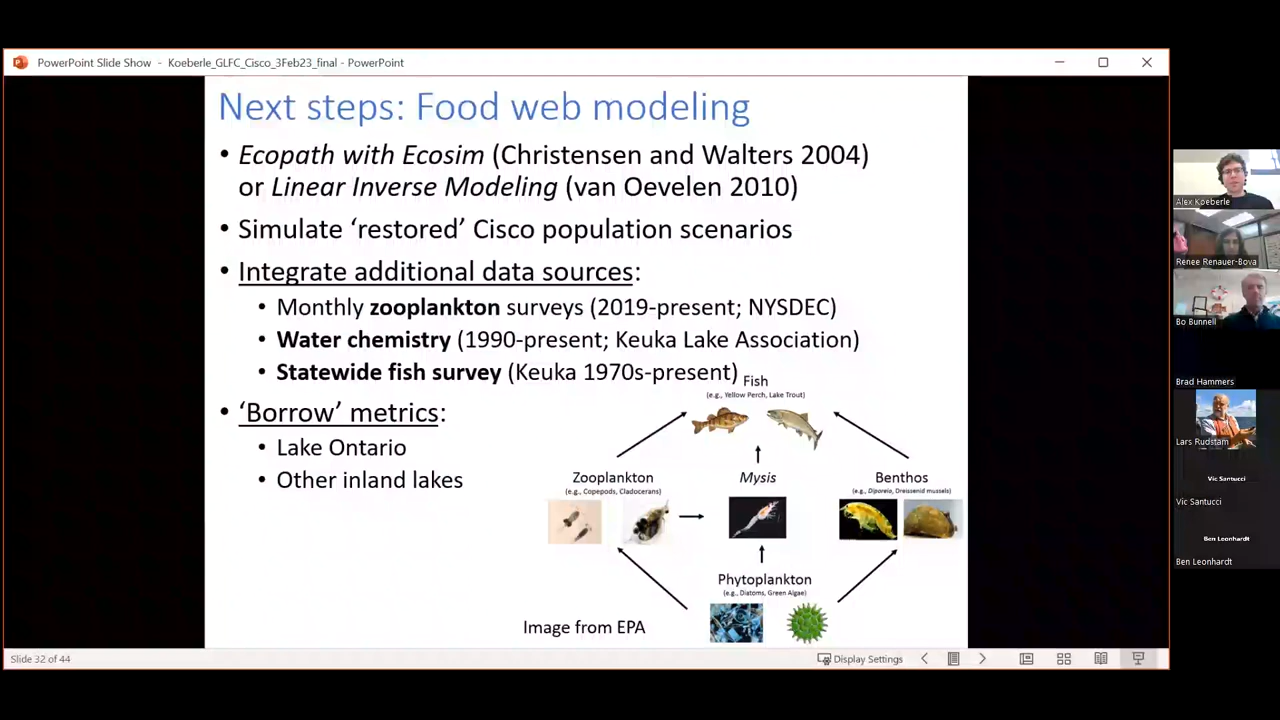 PowerPoint Slide Show - Koeberle_GLFC_Cisco_3Feb23_final - PowerPoint
Next steps: Food web modeling
• Ecopath with Ecosim (Christensen and Walters 2004)
or Linear Inverse Modeling (van Oevelen 2010)
• Simulate ‘restored’ Cisco population scenarios
• Integrate additional data sources:
• Monthly zooplankton surveys (2019-present; NYSDEC)
• Water chemistry (1990-present; Keuka Lake Association)
• Statewide fish survey (Keuka 1970s-present)
• ‘Borrow’ metrics:
• Lake Ontario
• Other inland lakes
Fish
(e.g., Yellow Perch, Lake Trout)
Zooplankton
(e.g., Copepods, Cladocerans)
Mysis
Benthos
(e.g., Diporeia, Dreissenid mussels)
Phytoplankton
(e.g., Diatoms, Green Algae)
Image from EPA
Slide 32 of 44
Display Settings
Alex Koeberle
Renee Renauer-Bova
Bo Bunnell
Brad Hammers
Lars Rudstam
Vic Santucci
Vic Santucci
Ben Leonhardt
Ben Leonhardt